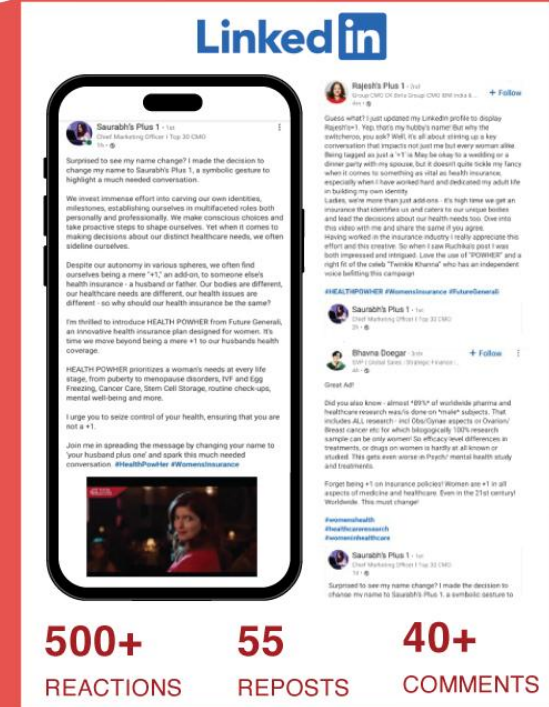 Linked in
Saurabh's Plus 1 • 1st
Chief Marketing Officer I Top 30 CMO
1h •
Surprised to see my name change? I made the decision to
change my name to Saurabh's Plus 1, a symbolic gesture to
highlight a much needed conversation.
We invest immense effort into carving our own identities,
milestones, establishing ourselves in multifaceted roles both
personally and professionally. We make conscious choices and
take proactive steps to shape ourselves. Yet when it comes to
making decisions about our distinct healthcare needs, we often
sideline ourselves.
Despite our autonomy in various spheres, we often find
ourselves being a mere "+1," an add-on, to someone else's
health insurance - a husband or father. Our bodies are different,
our healthcare needs are different, our health issues are
different - so why should our health insurance be the same?
I'm thrilled to introduce HEALTH POWHER from Future Generali,
an innovative health insurance plan designed for women. It's
time we move beyond being a mere +1 to our husbands health
coverage.
HEALTH POWHER prioritizes a woman's needs at every life
stage, from puberty to menopause disorders, IVF and Egg
Freezing, Cancer Care, Stem Cell Storage, routine check-ups,
mental well-being and more.
I urge you to seize control of your health, ensuring that you are
not a +1.
Join me in spreading the message by changing your name to
'your husband plus one' and spark this much needed
conversation. #HealthPowHer #WomensInsurance
Rajesh's Plus 1 • 2nd
+ Follow
Guess what? I just updated my LinkedIn profile to display
Rajesh's+1. Yep, that's my hubby's name! But why the
switcheroo, you ask? Well, it's all about stirring up a key
conversation that impacts not just me but every woman alike.
Being tagged as just a '+1' is May be okay to a wedding or a
dinner party with my spouse, but it doesn't quite tickle my fancy
when it comes to something as vital as health insurance,
especially when I have worked hard and dedicated my adult life
in building my own identity.
Ladies, we're more than just add-ons - it's high time we get an
insurance that identifies us and caters to our unique bodies
and lead the decisions about our health needs too. Dive into
this video with me and share the same if you agree.
Having worked in the insurance industry I really appreciate this
effort and this creative. So when I saw Ruchika's post I was
both impressed and intrigued. Love the use of "POWHER" and a
right fit of the celeb "Twinkle Khanna" who has an independent
voice befitting this campaign
#HEALTHPOWHER #WomensInsurance #FutureGenerali
Saurabh's Plus 1 • 1st
Chief Marketing Officer I Top 30 CMO
Bhavna Doegar • 3rd+
+ Follow
SVP | Global Sales - Strategic Finance
Great Ad!
Did you also know - almost *89%* of worldwide pharma and
healthcare research was/is done on *male* subjects. That
includes ALL research - incl Obs/Gynae aspects or Ovarian/
Breast cancer etc for which biologically 100% research
sample can be only women! So efficacy level differences in
treatments, or drugs on women is hardly at all known or
studied. This gets even worse in Psych/ mental health study
and treatments.
Forget being +1 on Insurance policies! Women are +1 in all
aspects of medicine and healthcare. Even in the 21st century!
Worldwide. This must change!
#womenshealth
#healthcareresearch
#womeninhealthcare
Saurabh's Plus 1 • 1st
Chief Marketing Officer I Top 30 CMO
Surprised to see my name change? I made the decision to
change my name to Saurabh's Plus 1, a symbolic gesture to
500+
REACTIONS
55
REPOSTS
40+
COMMENTS